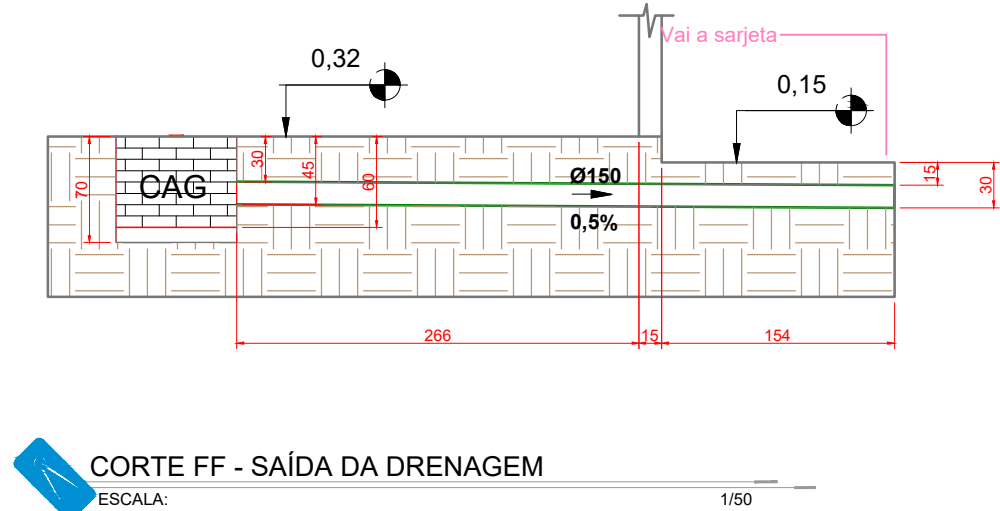 Vai a sarjeta
0,32
0,15
30
45
60
70
CAG
Ø150
0,5%
15
30
266
15
154
CORTE FF - SAÍDA DA DRENAGEM
ESCALA: 1/50